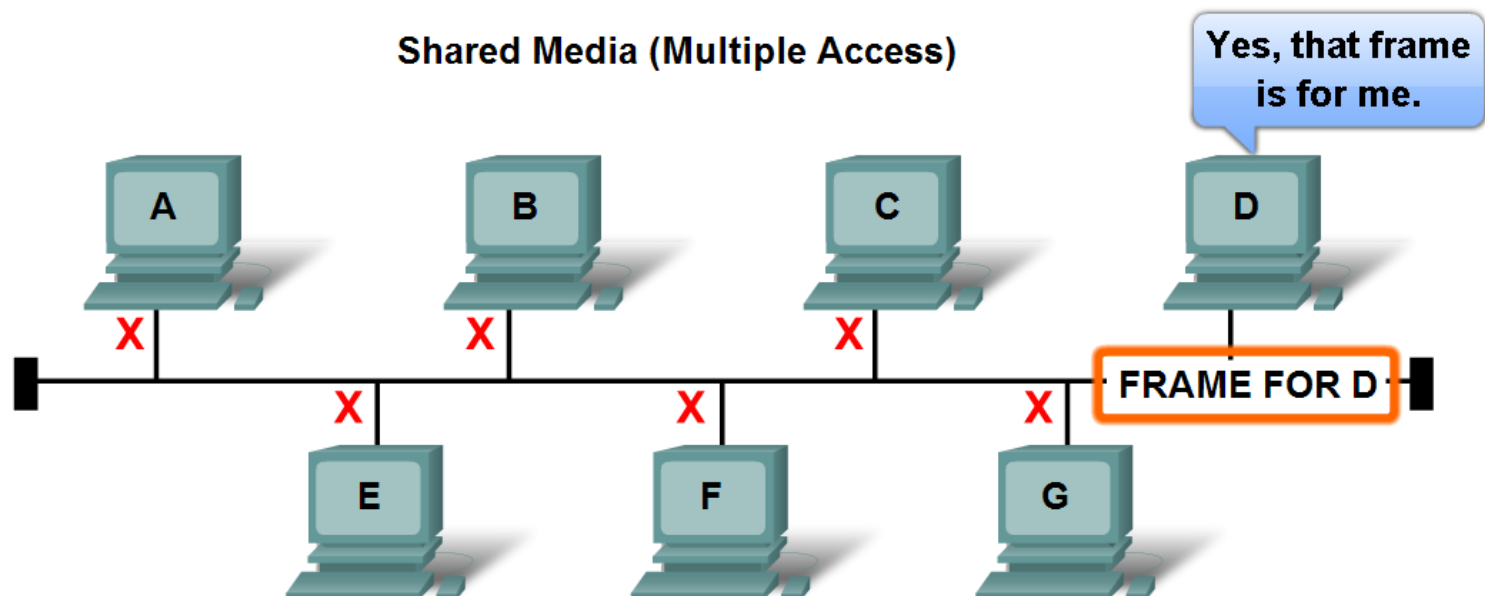 Shared Media (Multiple Access)
Yes, that frame
is for me.
A
B
C
D
X
X
X
FRAME FOR D
X
X
X
E
F
G